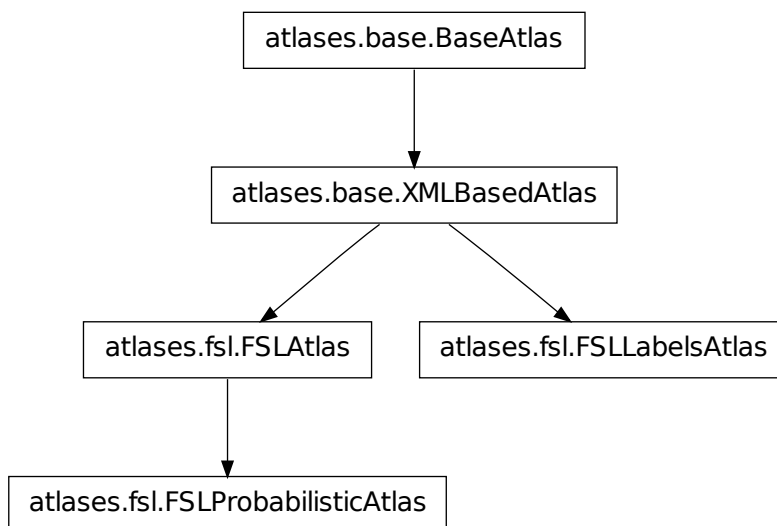 atlases.base.BaseAtlas
atlases.base.XMLBasedAtlas
atlases.fsl.FSLAtlas
atlases.fsl.FSLLabelsAtlas
atlases.fsl.FSLProbabilisticAtlas